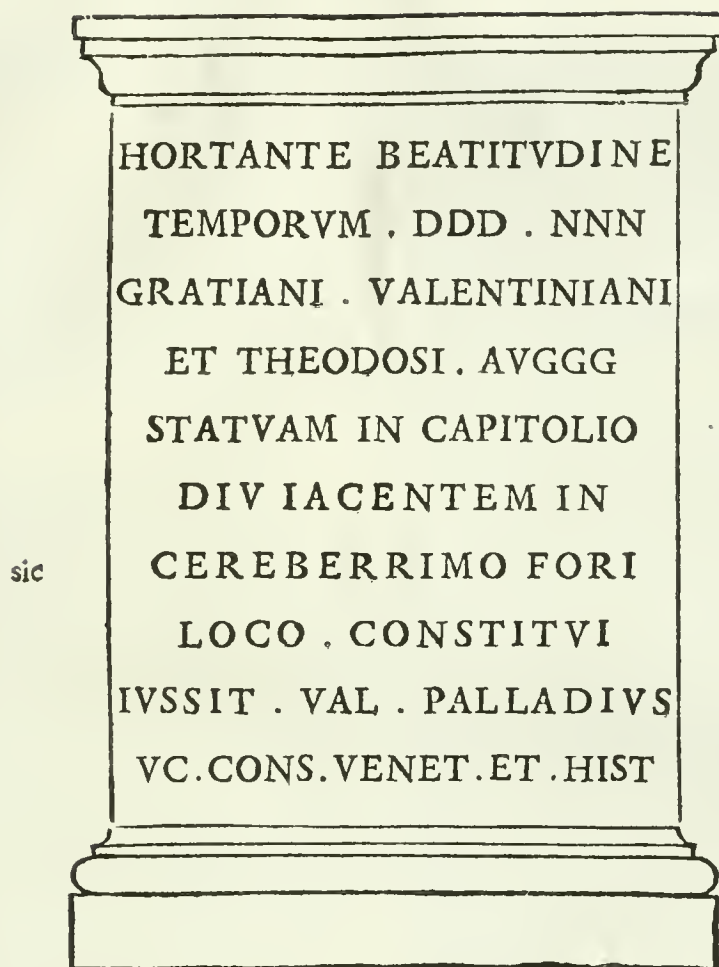 HORTANTE BEATITVDINE
TEMPORVM . DDD . NNN
GRATIANI . VALENTINIANI
ET THEODOSI . AVGGG
STATVAM IN CAPITOLIO
DIV IACENTEM IN
sic CEREBERRIMO FORI
LOCO . CONSTITVI
IVSSIT . VAL . PALLADIVS
VC.CONS.VENET.ET.HIST